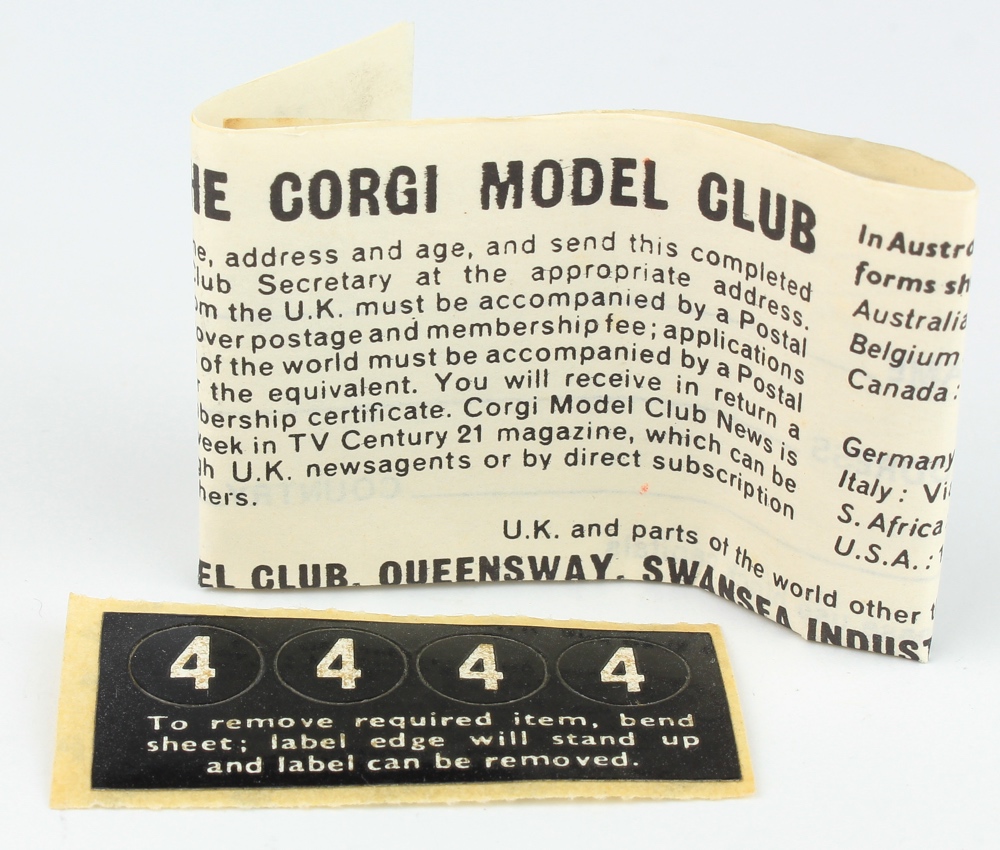 HE CORGI MODEL CLUB
e, address and age, and send this completed
lub Secretary at the appropriate address.
om the U.K. must be accompanied by a Postal
over postage and membership fee; applications
of the world must be accompanied by a Postal
the equivalent. You will receive in return a
bership certificate. Corgi Model Club News is
eek in TV Century 21 magazine, which can be
gh U.K. newsagents or by direct subscription
hers.
U.K. and parts of the world other
EL CLUB, QUEENSWAY, SWANSEA INDUST
In Austra
forms sh
Australia
Belgium
Canada:
Germany
Italy: Vi
S. Africa
U.S.A.:
4 4 4 4
To remove required item, bend
sheet; label edge will stand up
and label can be removed.